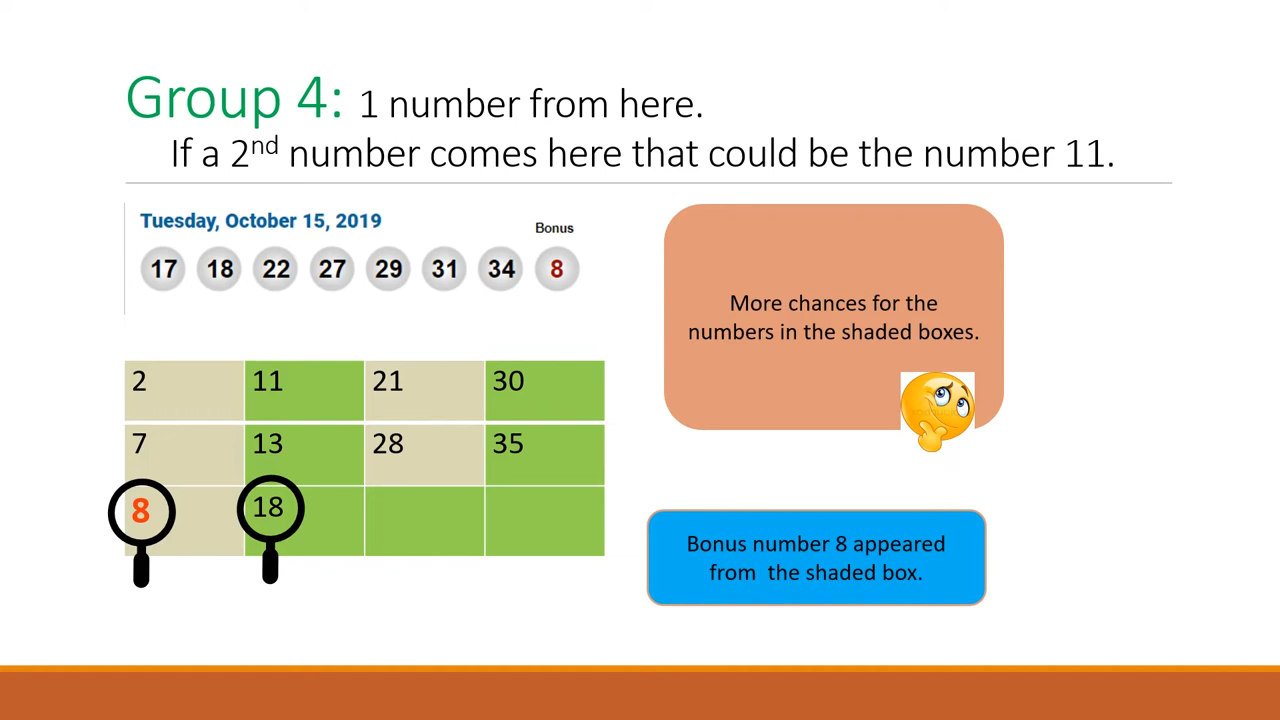 Group 4: 1 number from here.
If a 2nd number comes here that could be the number 11.
Tuesday, October 15, 2019
Bonus
17 18 22 27 29 31 34 8
More chances for the
numbers in the shaded boxes.
2 11 21 30
7 13 28 35
8 18
Bonus number 8 appeared
from the shaded box.